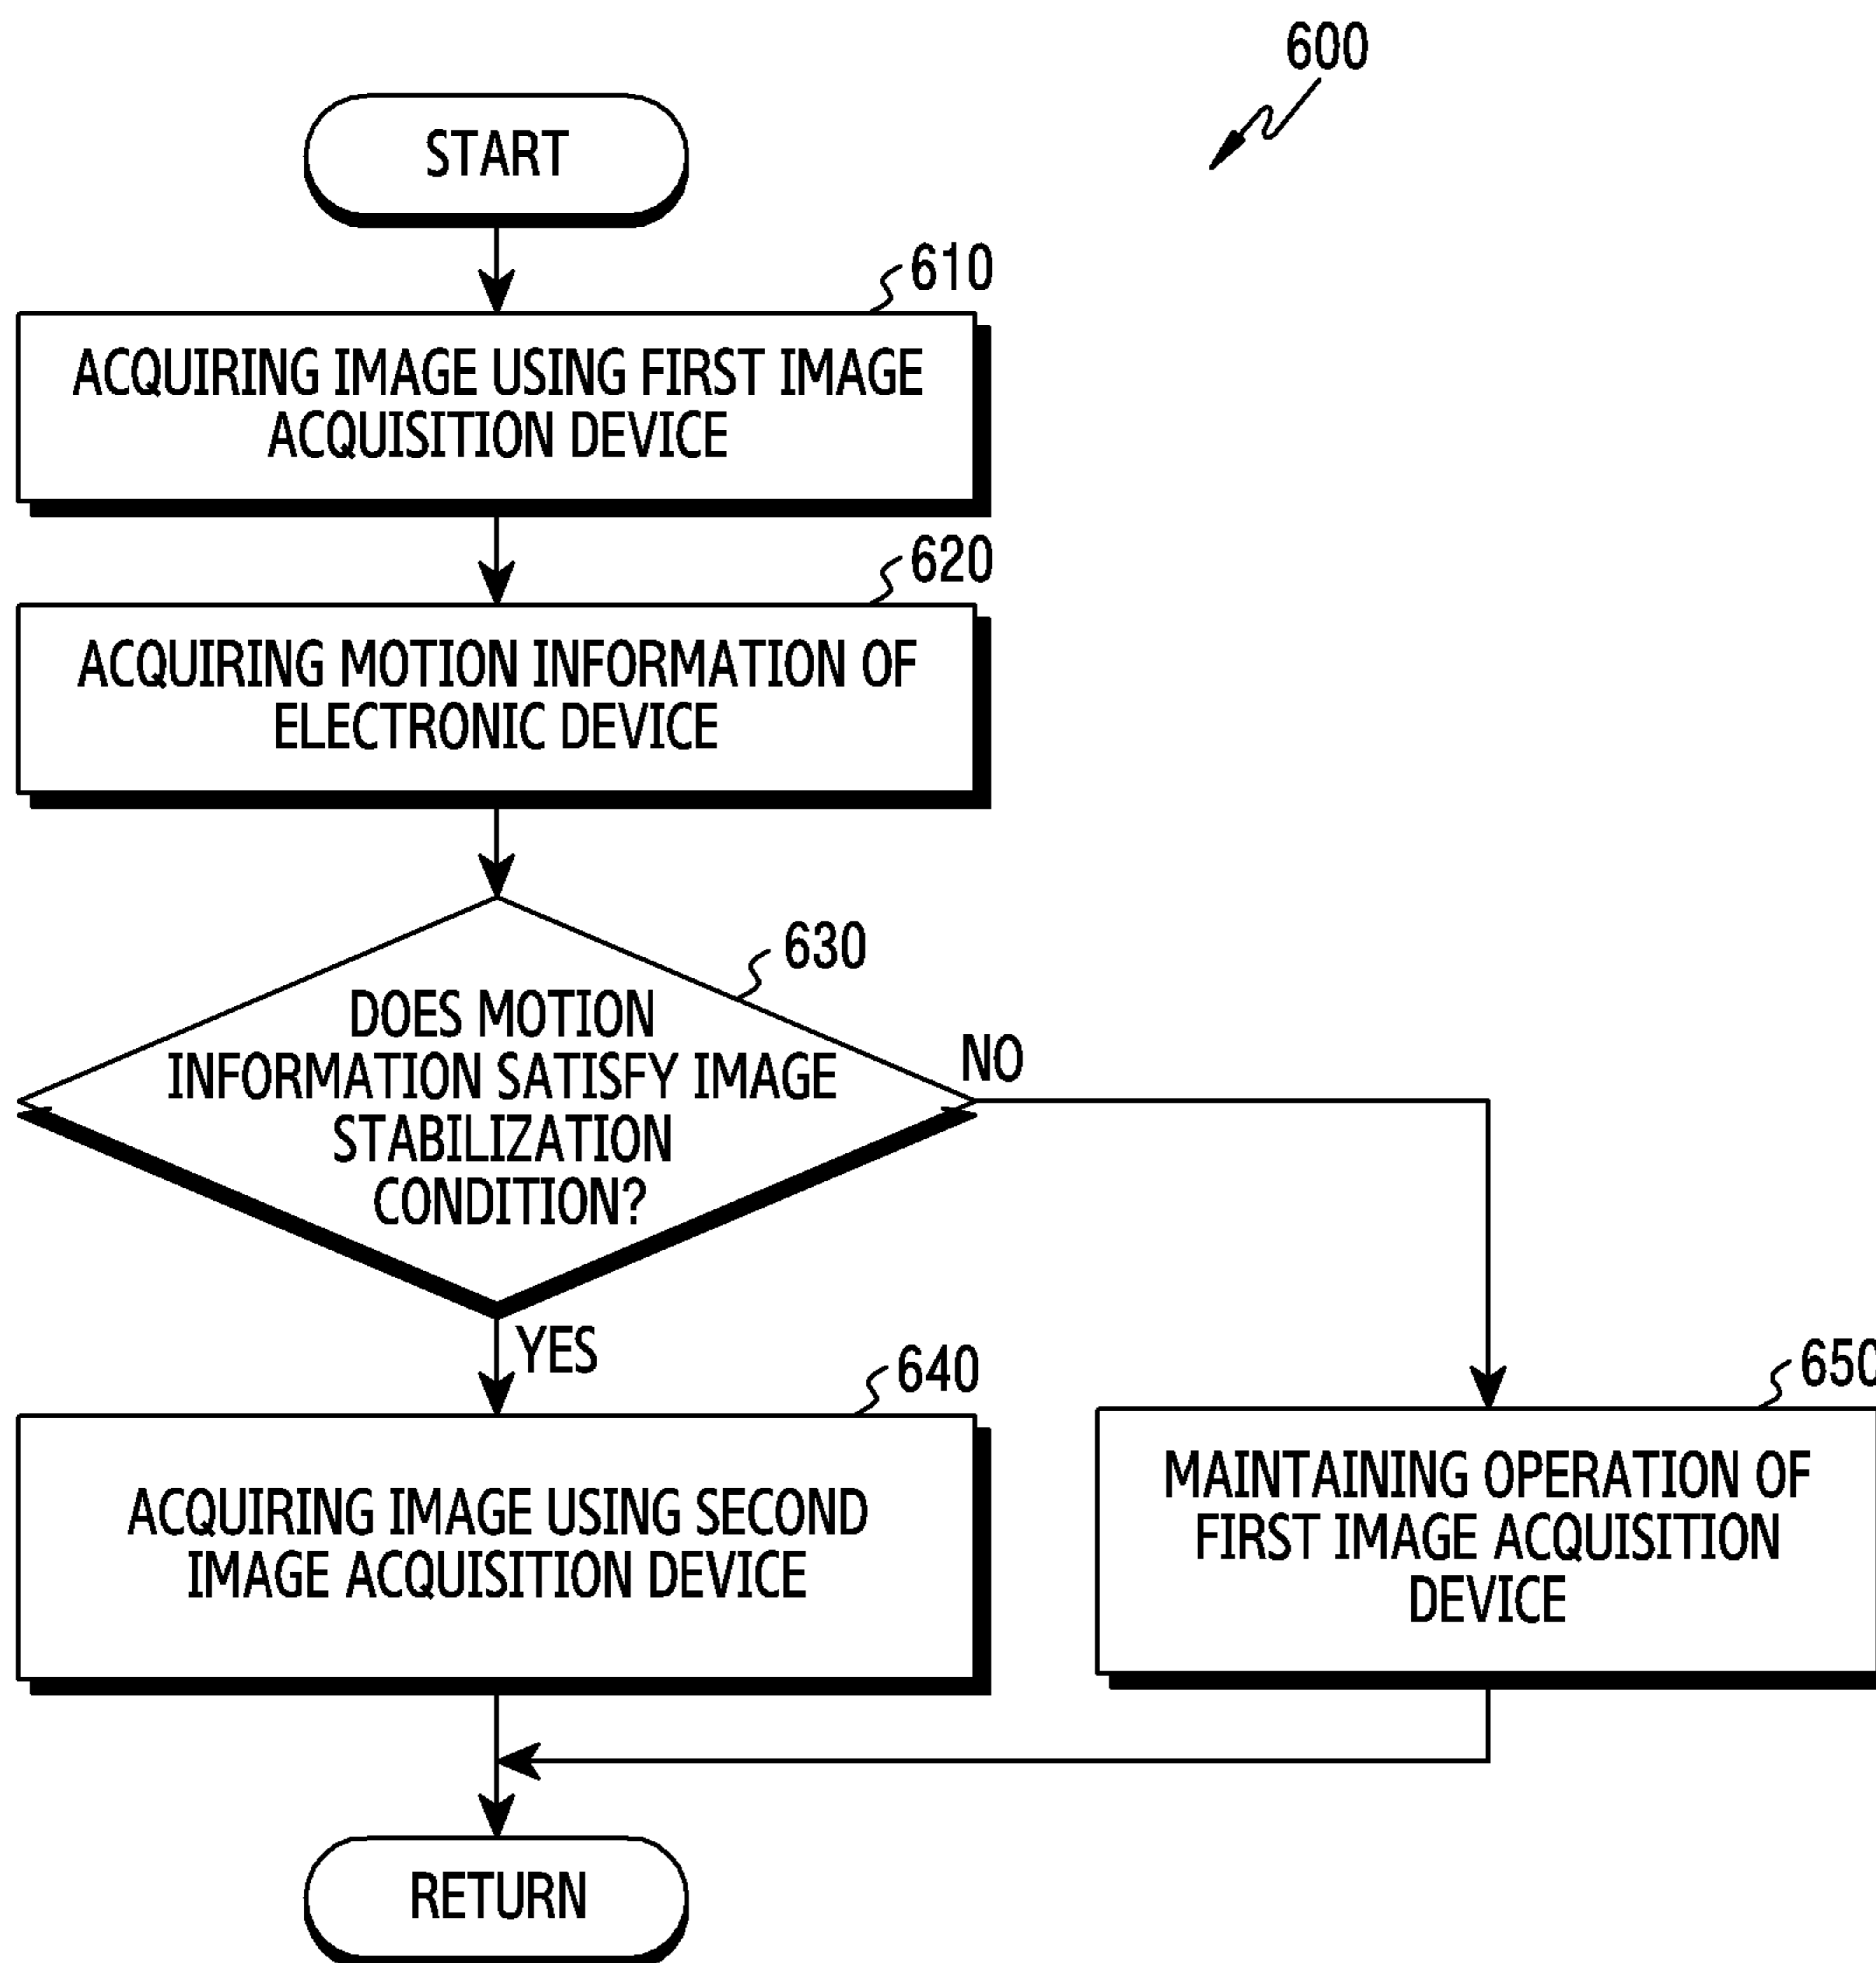 600
START
610
ACQUIRING IMAGE USING FIRST IMAGE
ACQUISITION DEVICE
620
ACQUIRING MOTION INFORMATION OF
ELECTRONIC DEVICE
630
DOES MOTION
INFORMATION SATISFY IMAGE
STABILIZATION
CONDITION?
NO
YES
640
ACQUIRING IMAGE USING SECOND
IMAGE ACQUISITION DEVICE
650
MAINTAINING OPERATION OF
FIRST IMAGE ACQUISITION
DEVICE
RETURN